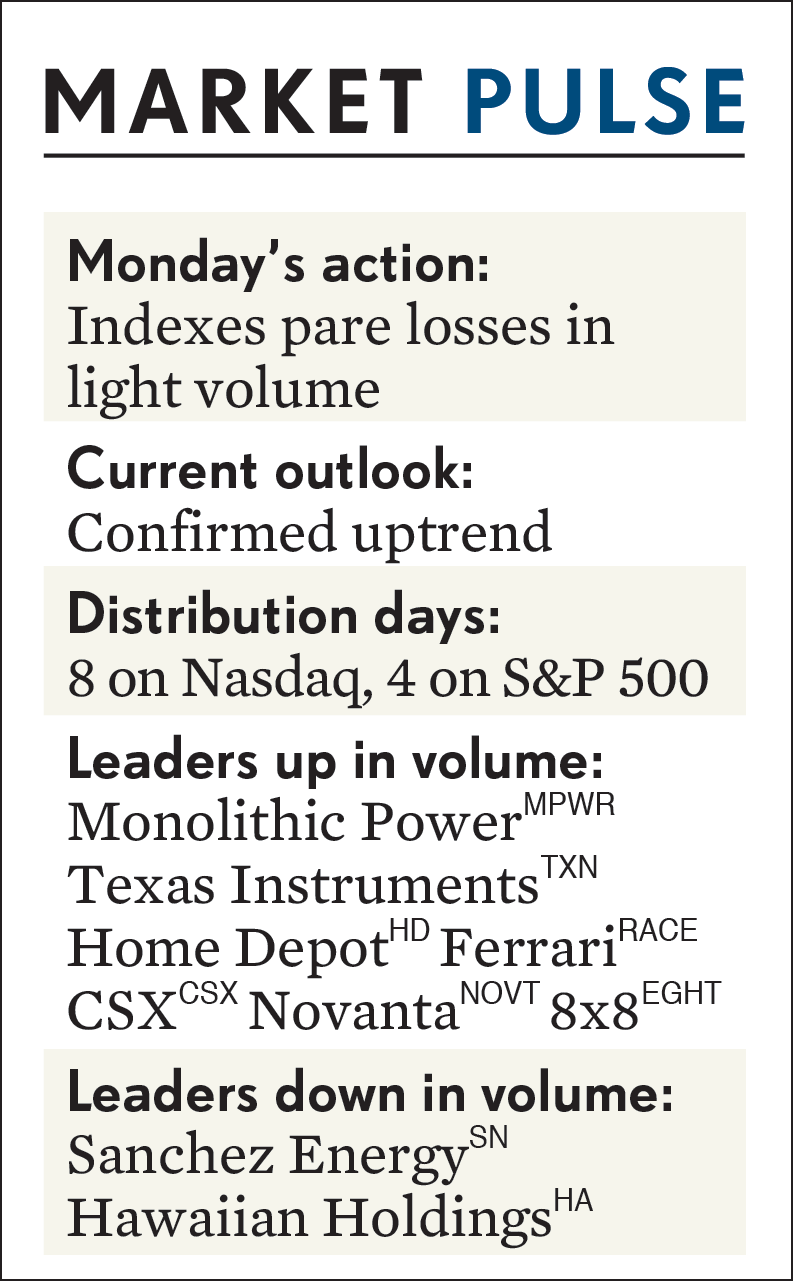 MARKET PULSE
Monday’s action:
Indexes pare losses in
light volume
Current outlook:
Confirmed uptrend
Distribution days:
8 on Nasdaq, 4 on S&P 500
Leaders up in volume:
Monolithic Power MPWR
Texas Instruments TXN
Home Depot HD Ferrari RACE
CSX CSX Novanta NOVT 8x8 EGHT
Leaders down in volume:
Sanchez Energy SN
Hawaiian Holdings HA